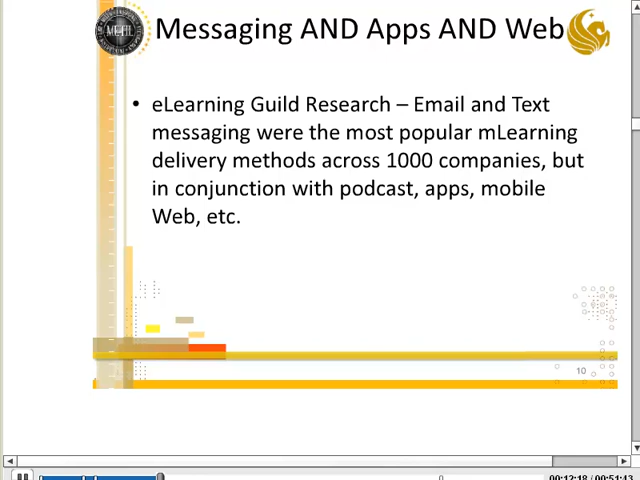 Messaging AND Apps AND Web
• eLearning Guild Research – Email and Text
messaging were the most popular mLearning
delivery methods across 1000 companies, but
in conjunction with podcast, apps, mobile
Web, etc.
10
00:12:18 / 00:51:43